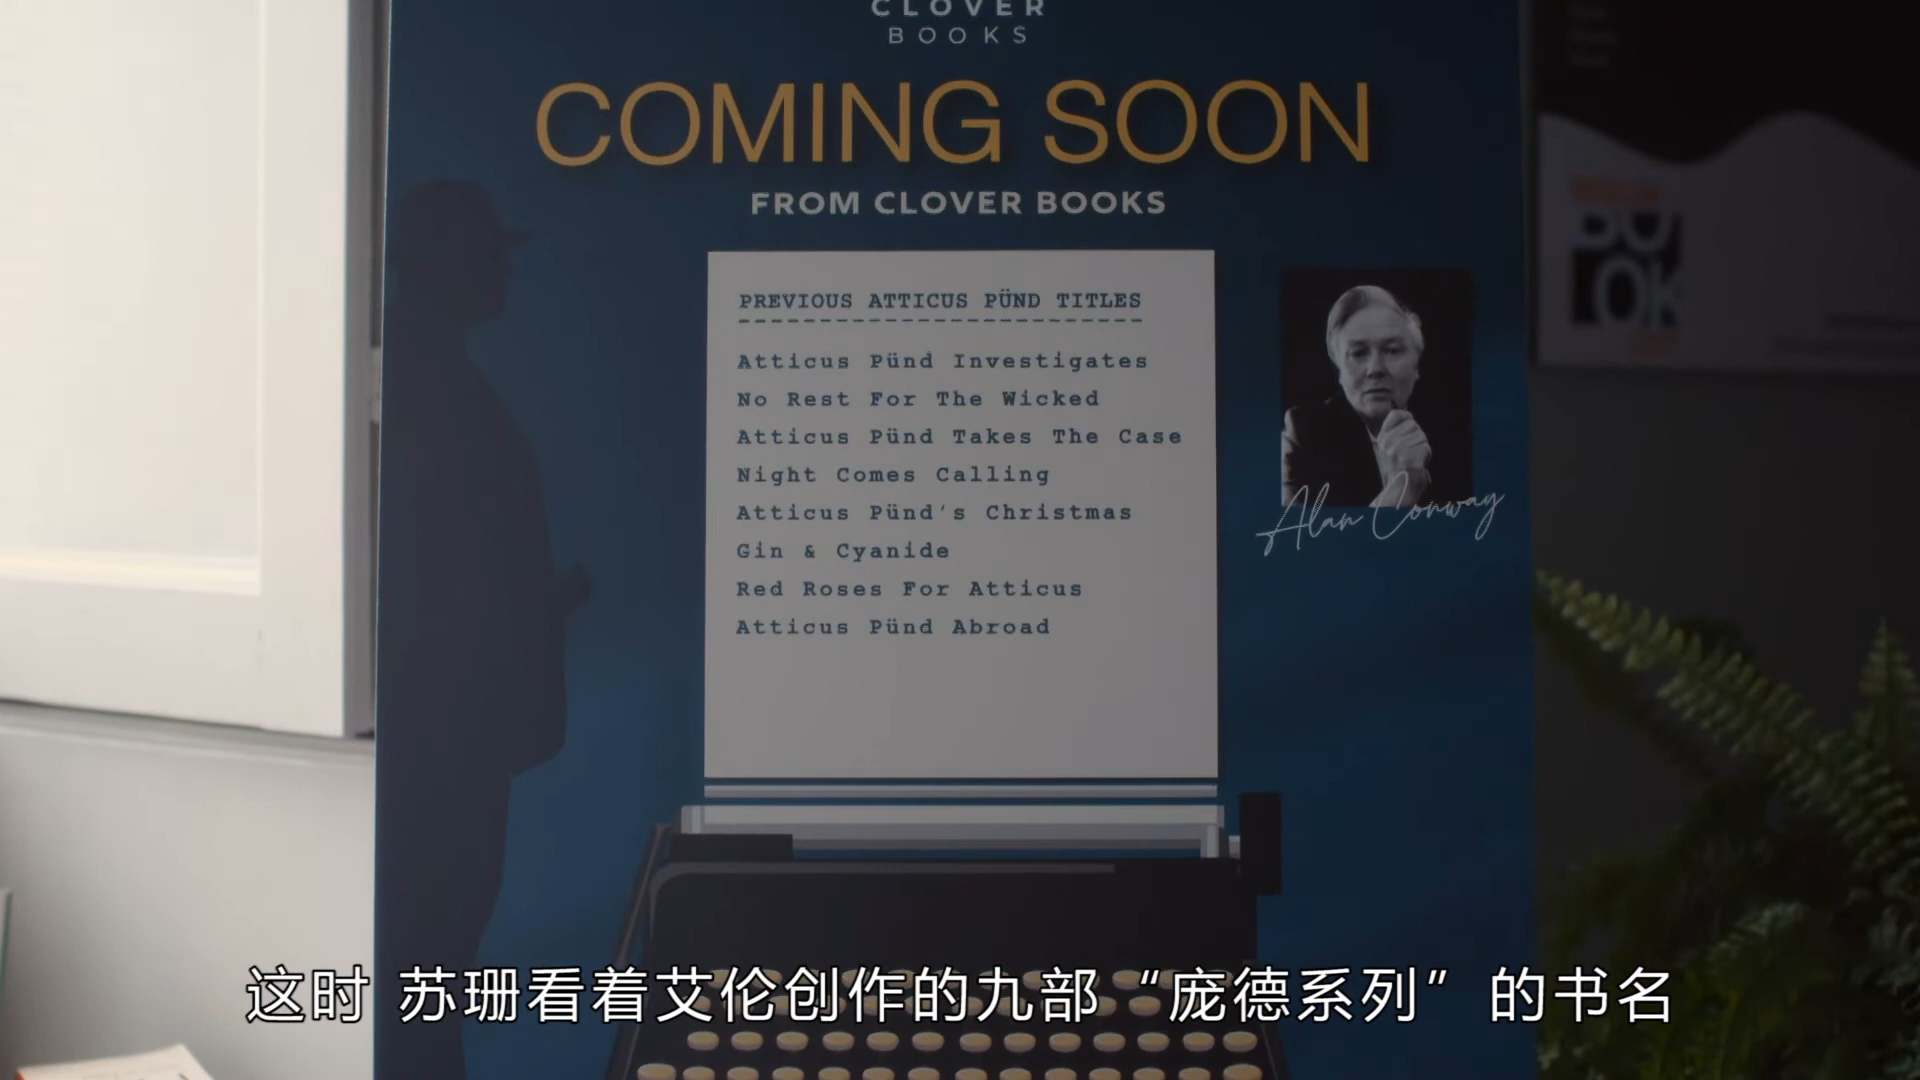 CLOVER
BOOKS
COMING SOON
FROM CLOVER BOOKS
PREVIOUS ATTICUS PÜND TITLES
Atticus Pünd Investigates
No Rest For The Wicked
Atticus Pünd Takes The Case
Night Comes Calling
Atticus Pünd's Christmas
Gin & Cyanide
Red Roses For Atticus
Atticus Pünd Abroad
Alan Conway
这时 苏珊看着艾伦创作的九部“庞德系列”的书名